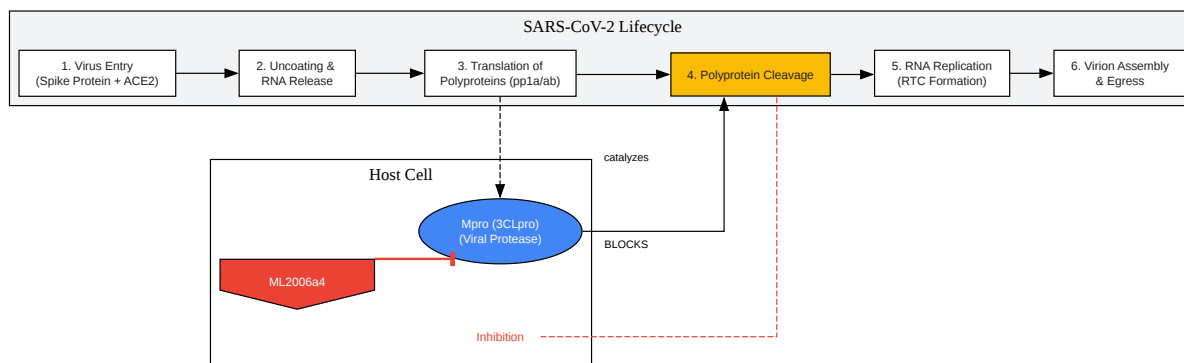 SARS-CoV-2 Lifecycle
1. Virus Entry
(Spike Protein + ACE2)
2. Uncoating &
RNA Release
3. Translation of
Polyproteins (pp1a/ab)
4. Polyprotein Cleavage
5. RNA Replication
(RTC Formation)
6. Virion Assembly
& Egress
catalyzes
Host Cell
Mpro (3CLpro)
(Viral Protease)
BLOCKS
ML2006a4
Inhibition